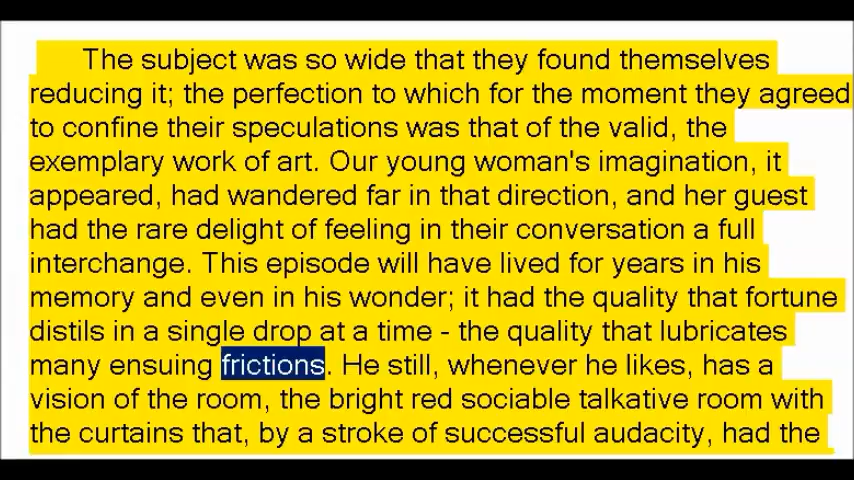 The subject was so wide that they found themselves
reducing it; the perfection to which for the moment they agreed
to confine their speculations was that of the valid, the
exemplary work of art. Our young woman's imagination, it
appeared, had wandered far in that direction, and her guest
had the rare delight of feeling in their conversation a full
interchange. This episode will have lived for years in his
memory and even in his wonder; it had the quality that fortune
distils in a single drop at a time - the quality that lubricates
many ensuing frictions. He still, whenever he likes, has a
vision of the room, the bright red sociable talkative room with
the curtains that, by a stroke of successful audacity, had the